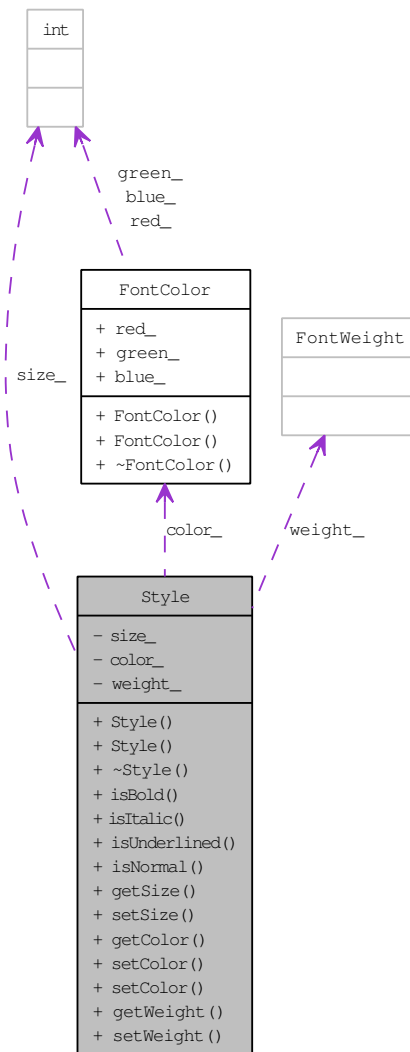 int
green_
blue_
red_
FontColor
+ red_
+ green_
+ blue_
+ FontColor()
+ FontColor()
+ ~FontColor()
FontWeight
size_
color_
weight_
Style
- size_
- color_
- weight_
+ Style()
+ Style()
+ ~Style()
+ isBold()
+ isItalic()
+ isUnderlined()
+ isNormal()
+ getSize()
+ setSize()
+ getColor()
+ setColor()
+ setColor()
+ getWeight()
+ setWeight()